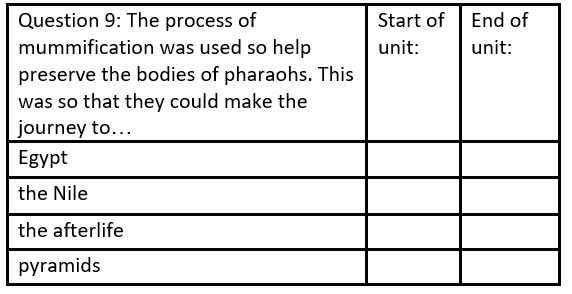 Question 9: The process of
mummification was used so help
preserve the bodies of pharaohs. This
was so that they could make the
journey to…
Start of
unit:
End of
unit:
Egypt
the Nile
the afterlife
pyramids